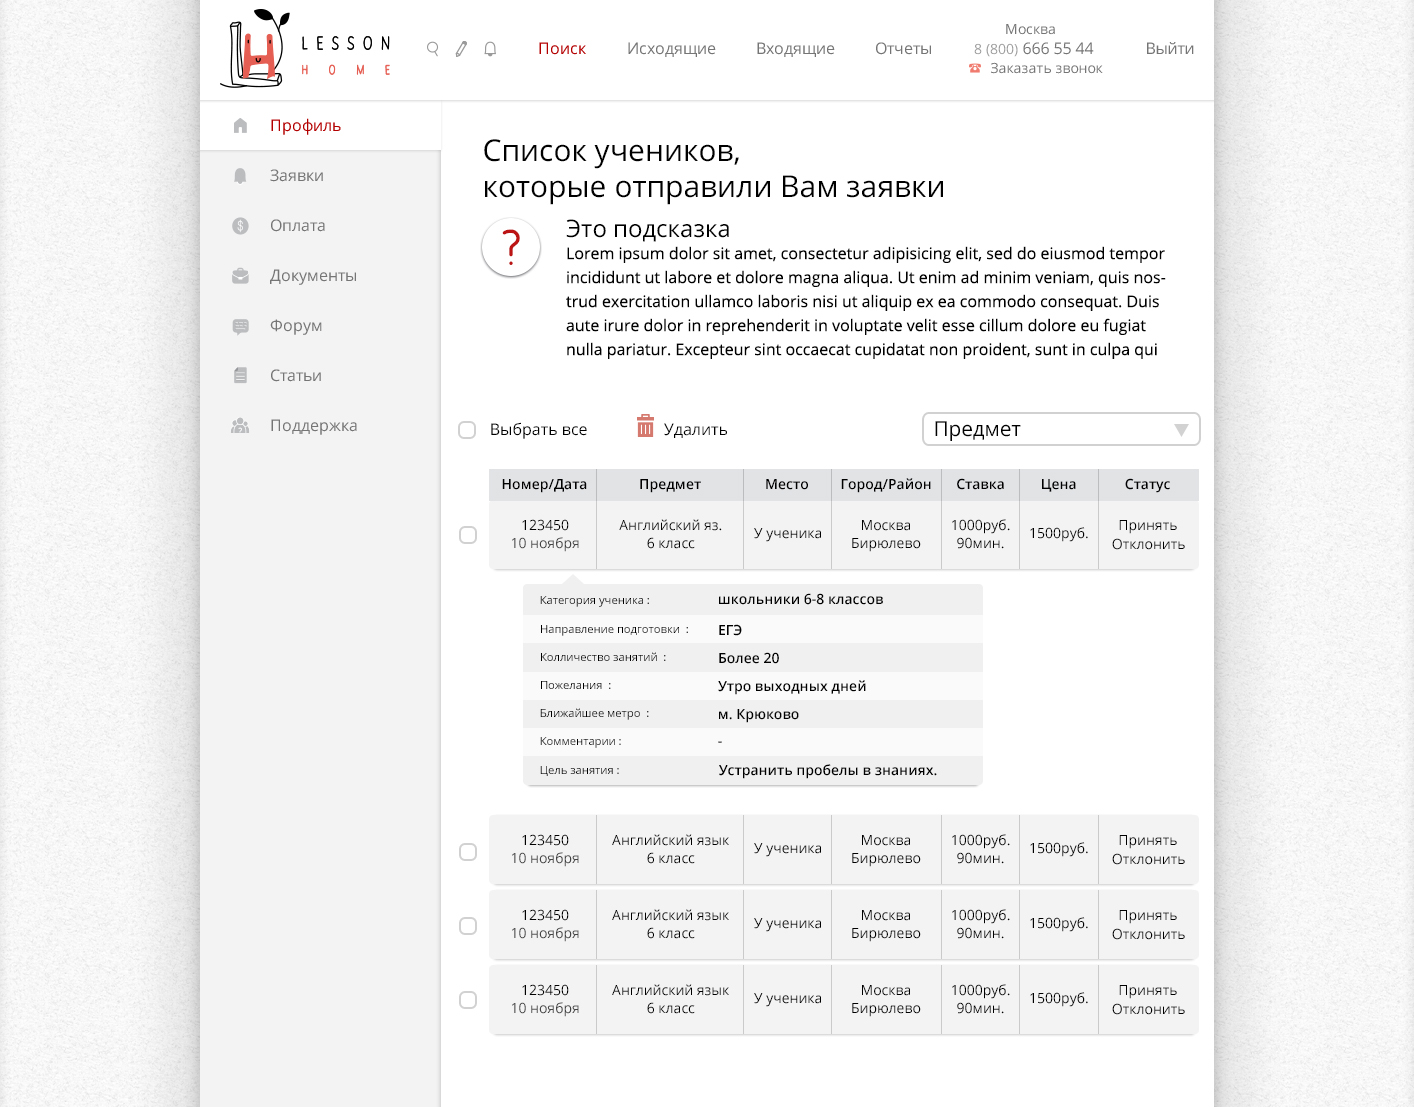 LESSON
HOME
Поиск
Исходящие
Входящие
Отчеты
Москва
8 (800) 666 55 44
Заказать звонок
Выйти
Профиль
Заявки
Оплата
Документы
Форум
Статьи
Поддержка
Список учеников,
которые отправили Вам заявки
?
Это подсказка
Lorem ipsum dolor sit amet, consectetur adipisicing elit, sed do eiusmod tempor
incididunt ut labore et dolore magna aliqua. Ut enim ad minim veniam, quis nos-
trud exercitation ullamco laboris nisi ut aliquip ex ea commodo consequat. Duis
aute irure dolor in reprehenderit in voluptate velit esse cillum dolore eu fugiat
nulla pariatur. Excepteur sint occaecat cupidatat non proident, sunt in culpa qui
Выбрать все
Удалить
Предмет
Номер/Дата Предмет Место Город/Район Ставка Цена Статус
123450 Английский яз. У ученика Москва 1000руб. 1500руб. Принять
10 ноября 6 класс Бирюлево 90мин. Отклонить
Категория ученика : школьники 6-8 классов
Направление подготовки : ЕГЭ
Колличество занятий : Более 20
Пожелания : Утро выходных дней
Ближайшее метро : м. Крюково
Комментарии : -
Цель занятия : Устранить пробелы в знаниях.
123450 Английский язык У ученика Москва 1000руб. 1500руб. Принять
10 ноября 6 класс Бирюлево 90мин. Отклонить
123450 Английский язык У ученика Москва 1000руб. 1500руб. Принять
10 ноября 6 класс Бирюлево 90мин. Отклонить
123450 Английский язык У ученика Москва 1000руб. 1500руб. Принять
10 ноября 6 класс Бирюлево 90мин. Отклонить